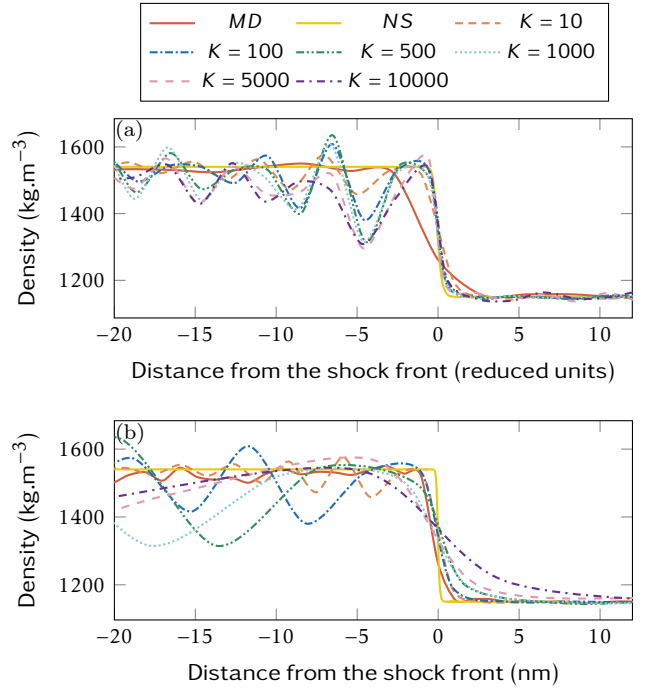 MD NS K = 10
K = 100 K = 500 K = 1000
K = 5000 K = 10000
(a)
1600
1400
1200
Density (kg.m⁻³)
−20 −15 −10 −5 0 5 10
Distance from the shock front (reduced units)
(b)
1600
1400
1200
Density (kg.m⁻³)
−20 −15 −10 −5 0 5 10
Distance from the shock front (nm)